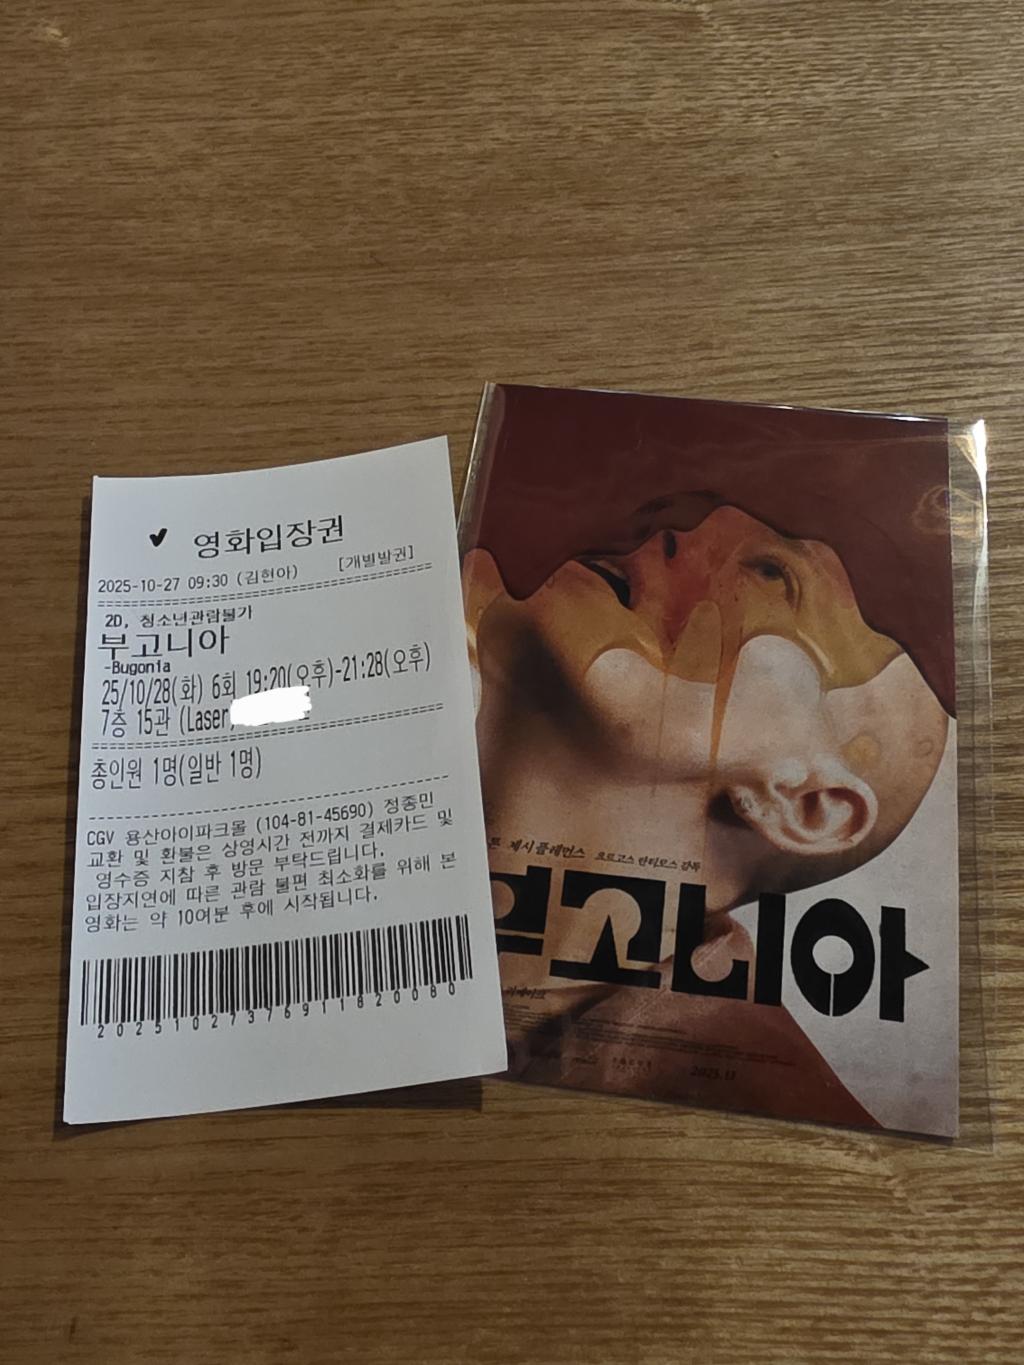 영화입장권
2025-10-27 09:30 (김현아) [개별발권]
2D, 청소년관람불가
부고니아
-Bugonia
25/10/28(화) 6회 19:20(오후)-21:28(오후)
7층 15관 (Laser,
총인원 1명(일반 1명)
CGV 용산아이파크몰 (104-81-45690) 정종민
교환 및 환불은 상영시간 전까지 결제카드 및
영수증 지참 후 방문 부탁드립니다.
입장지연에 따른 관람 불편 최소화를 위해 본
영화는 약 10여분 후에 시작됩니다.
20251027376911820080
제시 플레먼스 요르고스 란티모스 감독
부고니아
2025.11